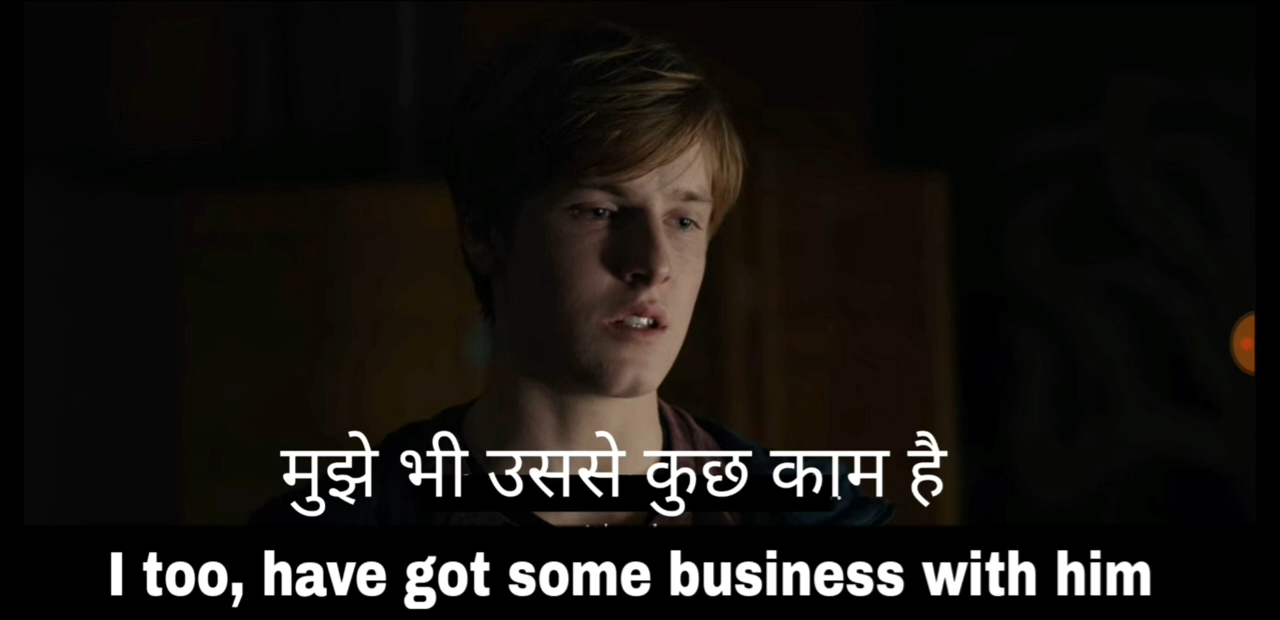 मुझे भी उससे कुछ काम है
I too, have got some business with him